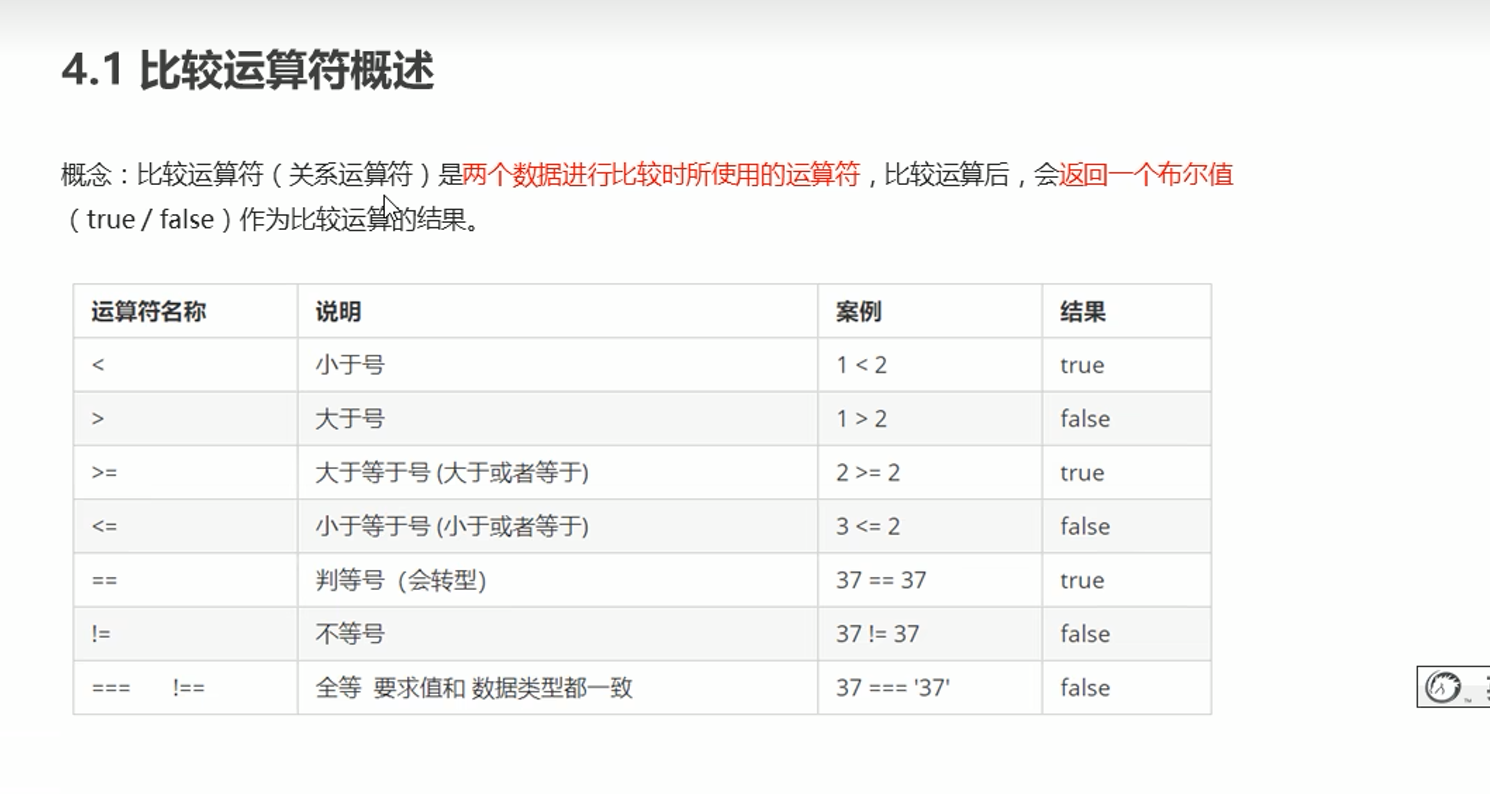 4.1 比较运算符概述
概念：比较运算符（关系运算符）是两个数据进行比较时所使用的运算符，比较运算后，会返回一个布尔值
（true / false）作为比较运算的结果。
运算符名称 说明 案例 结果
< 小于号 1 < 2 true
> 大于号 1 > 2 false
>= 大于等于号 (大于或者等于) 2 >= 2 true
<= 小于等于号 (小于或者等于) 3 <= 2 false
== 判等号（会转型） 37 == 37 true
!= 不等号 37 != 37 false
=== !== 全等 要求值和 数据类型都一致 37 === '37' false